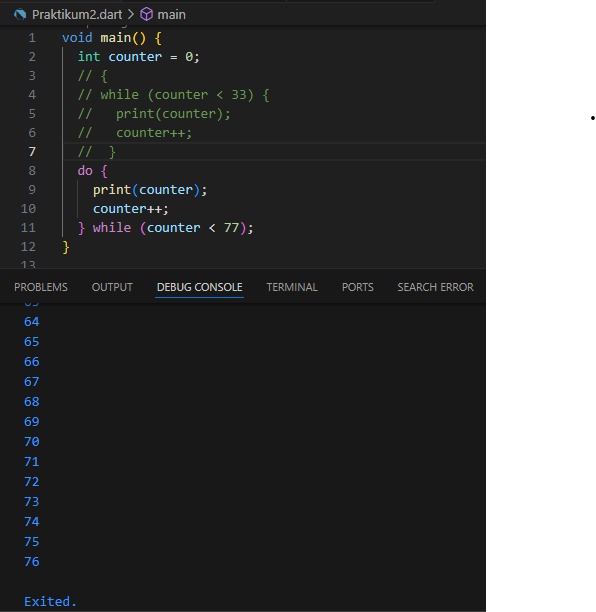 Praktikum2.dart > main
1 void main() {
2 int counter = 0;
3 // {
4 // while (counter < 33) {
5 // print(counter);
6 // counter++;
7 // }
8 do {
9 print(counter);
10 counter++;
11 } while (counter < 77);
12 }
13
PROBLEMS OUTPUT DEBUG CONSOLE TERMINAL PORTS SEARCH ERROR
64
65
66
67
68
69
70
71
72
73
74
75
76
Exited.